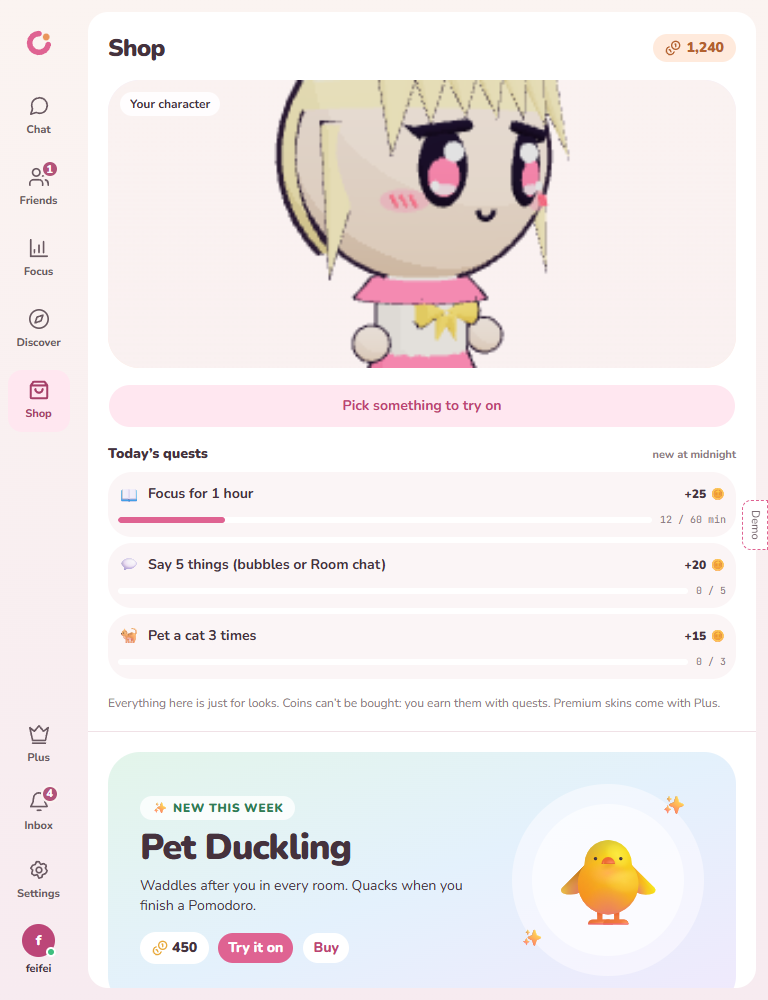 Shop
1,240
Your character
Chat
1
Friends
Focus
Discover
Shop
Pick something to try on
Today's quests
new at midnight
Focus for 1 hour
+25
12 / 60 min
Say 5 things (bubbles or Room chat)
+20
0 / 5
Pet a cat 3 times
+15
0 / 3
Everything here is just for looks. Coins can't be bought: you earn them with quests. Premium skins come with Plus.
Demo
NEW THIS WEEK
Pet Duckling
Waddles after you in every room. Quacks when you
finish a Pomodoro.
450
Try it on
Buy
Plus
4
Inbox
Settings
f
feifei